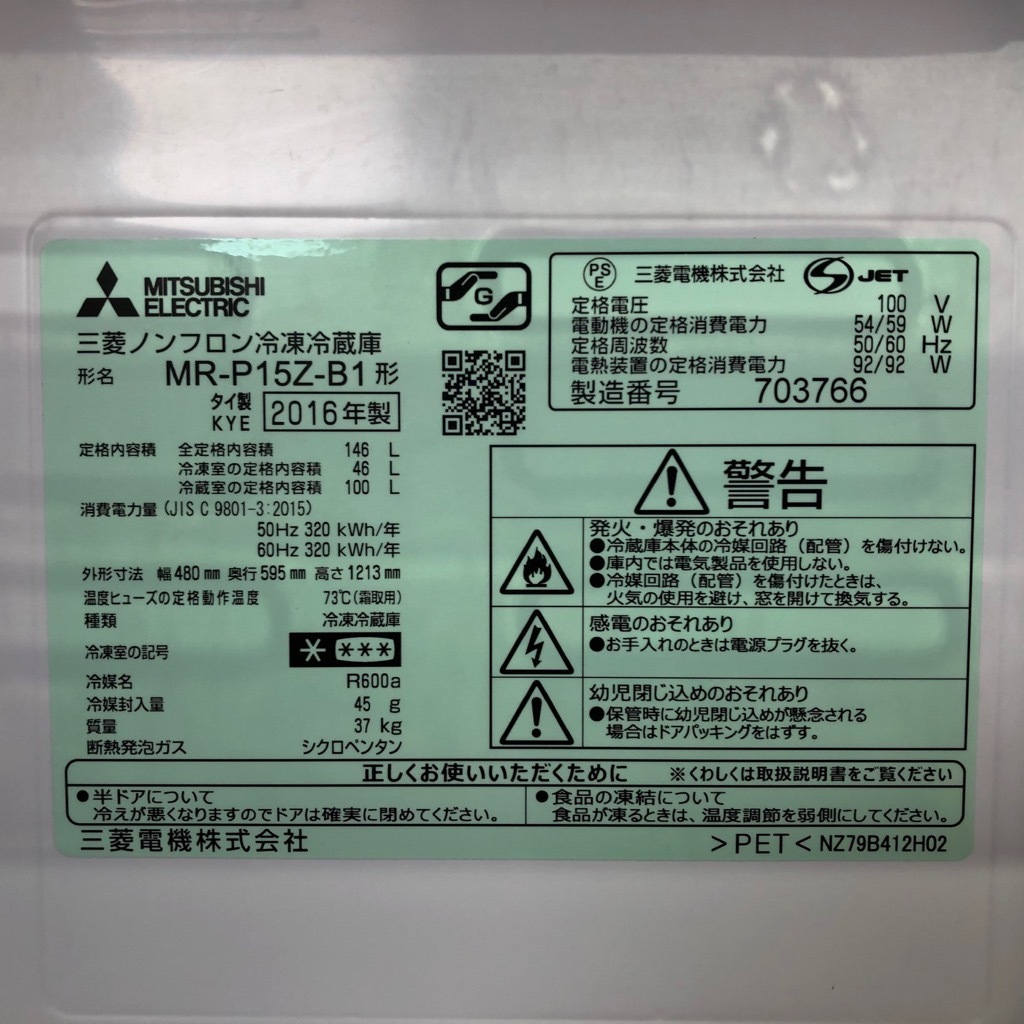 MITSUBISHI
ELECTRIC
三菱ノンフロン冷凍冷蔵庫
形名 MR-P15Z-B1 形
タイ製
KYE 2016年製
G
定格内容積 全定格内容積 146 L
冷凍室の定格内容積 46 L
冷蔵室の定格内容積 100 L
消費電力量 (JIS C 9801-3:2015)
50Hz 320 kWh/年
60Hz 320 kWh/年
外形寸法 幅 480 mm 奥行 595 mm 高さ 1213 mm
温度ヒューズの定格動作温度 73℃(霜取用)
種類 冷凍冷蔵庫
冷凍室の記号 * ***
冷媒名 R600a
冷媒封入量 45 g
質量 37 kg
断熱発泡ガス シクロペンタン
PSE 三菱電機株式会社 S JET
定格電圧 100 V
電動機の定格消費電力 54/59 W
定格周波数 50/60 Hz
電熱装置の定格消費電力 92/92 W
製造番号 703766
警告
発火・爆発のおそれあり
●冷蔵庫本体の冷媒回路(配管)を傷付けない。
●庫内では電気製品を使用しない。
●冷媒回路(配管)を傷付けたときは、
火気の使用を避け、窓を開けて換気する。
感電のおそれあり
●お手入れのときは電源プラグを抜く。
幼児閉じ込めのおそれあり
●保管時に幼児閉じ込めが懸念される
場合はドアパッキングをはずす。
正しくお使いいただくために ※くわしくは取扱説明書をご覧ください
●半ドアについて
冷えが悪くなりますのでドアは確実に閉めてください。
●食品の凍結について
食品が凍るときは、温度調節を弱側にしてください。
三菱電機株式会社 >PET< NZ79B412H02